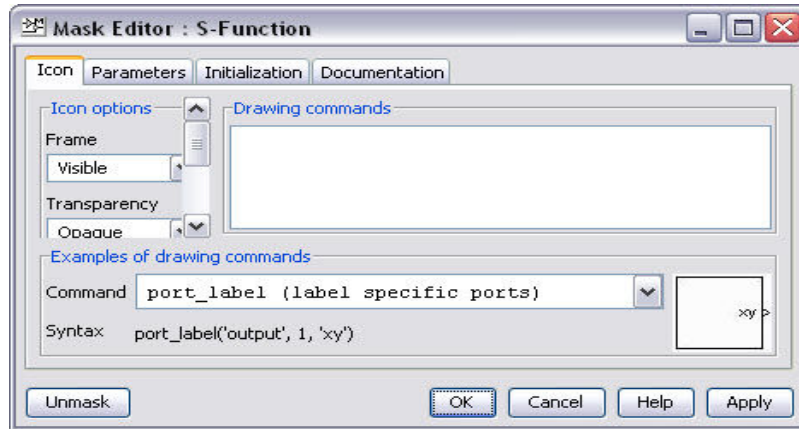 Mask Editor : S-Function
Icon Parameters Initialization Documentation
Icon options
Frame
Visible
Transparency
Opaque
Drawing commands
Examples of drawing commands
Command port_label (label specific ports)
Syntax port_label('output', 1, 'xy')
xy >
Unmask OK Cancel Help Apply